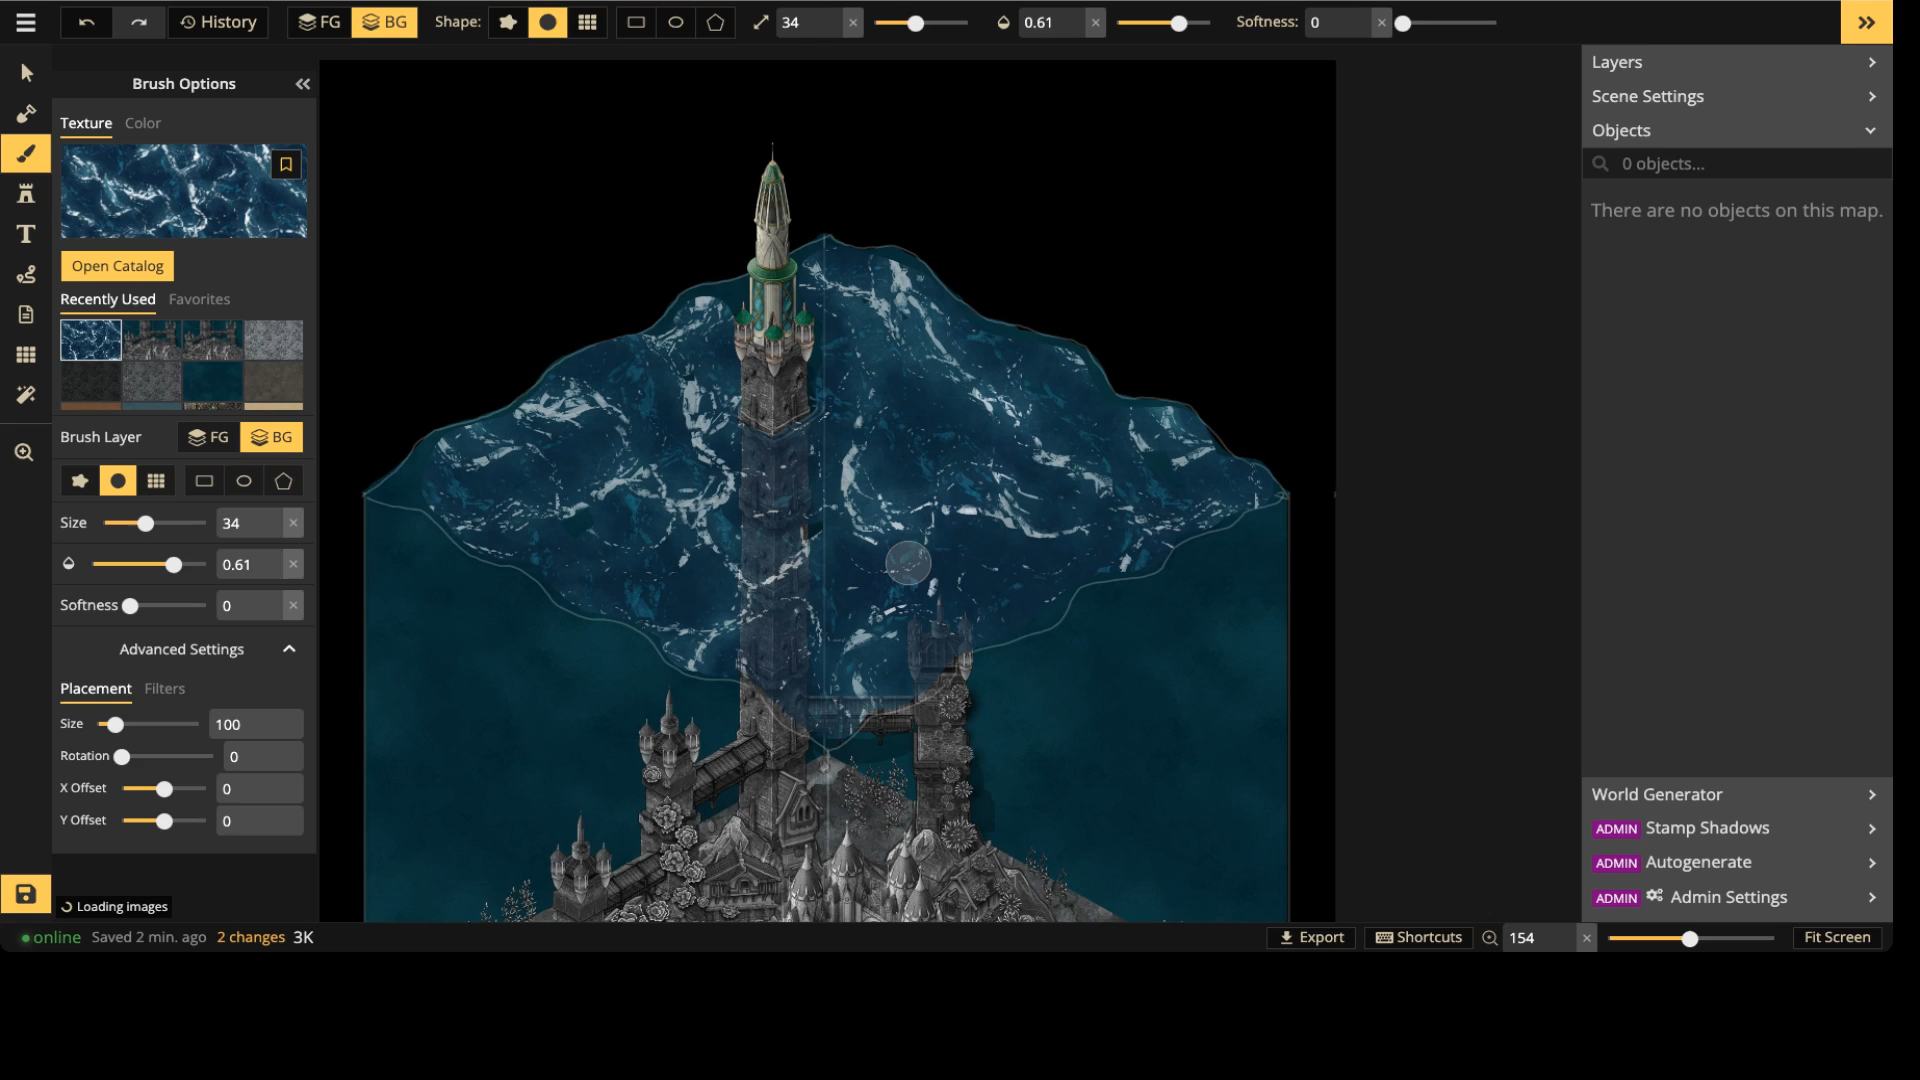 History
FG
BG
Shape:
34
0.61
Softness:
0
Brush Options
Texture
Color
Open Catalog
Recently Used
Favorites
Brush Layer
FG
BG
Size
34
0.61
Softness
0
Advanced Settings
Placement
Filters
Size
100
Rotation
0
X Offset
0
Y Offset
0
Loading images
online
Saved 2 min. ago
2 changes
3K
Layers
Scene Settings
Objects
0 objects...
There are no objects on this map.
World Generator
ADMIN Stamp Shadows
ADMIN Autogenerate
ADMIN Admin Settings
Export
Shortcuts
154
Fit Screen